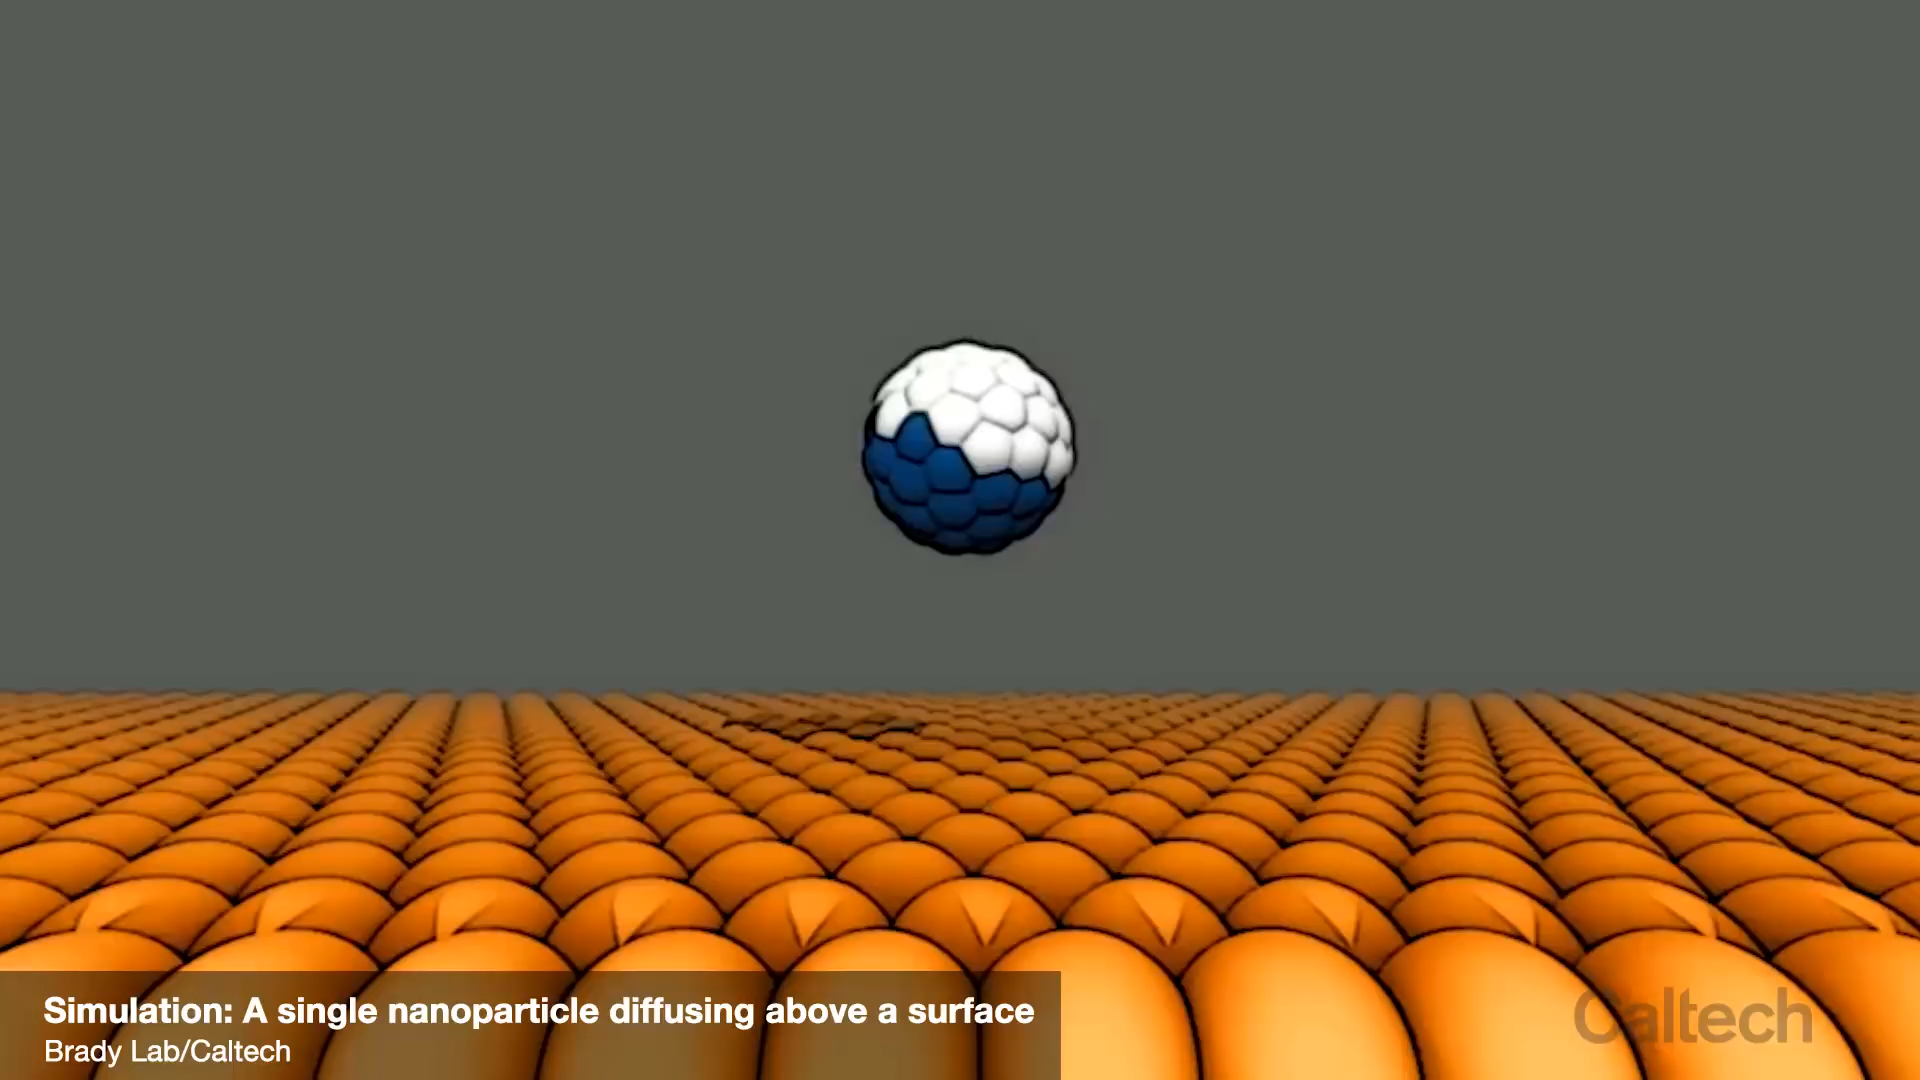 Simulation: A single nanoparticle diffusing above a surface
Brady Lab/Caltech
Caltech